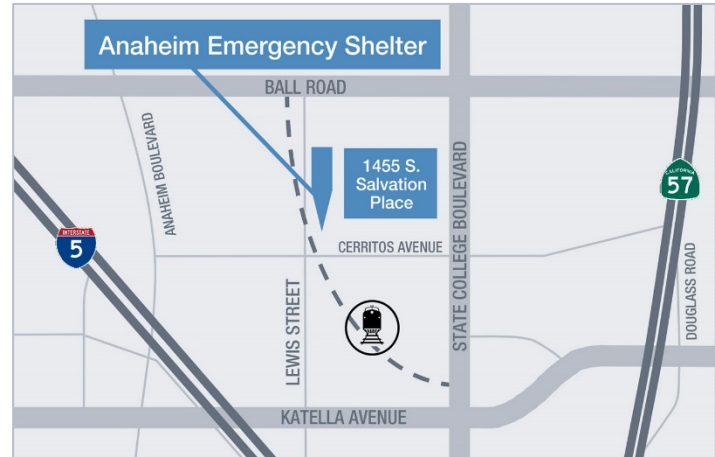 Anaheim Emergency Shelter
BALL ROAD
ANAHEIM BOULEVARD
1455 S.
Salvation
Place
STATE COLLEGE BOULEVARD
CALIFORNIA
57
INTERSTATE
5
CERRITOS AVENUE
LEWIS STREET
DOUGLASS ROAD
KATELLA AVENUE